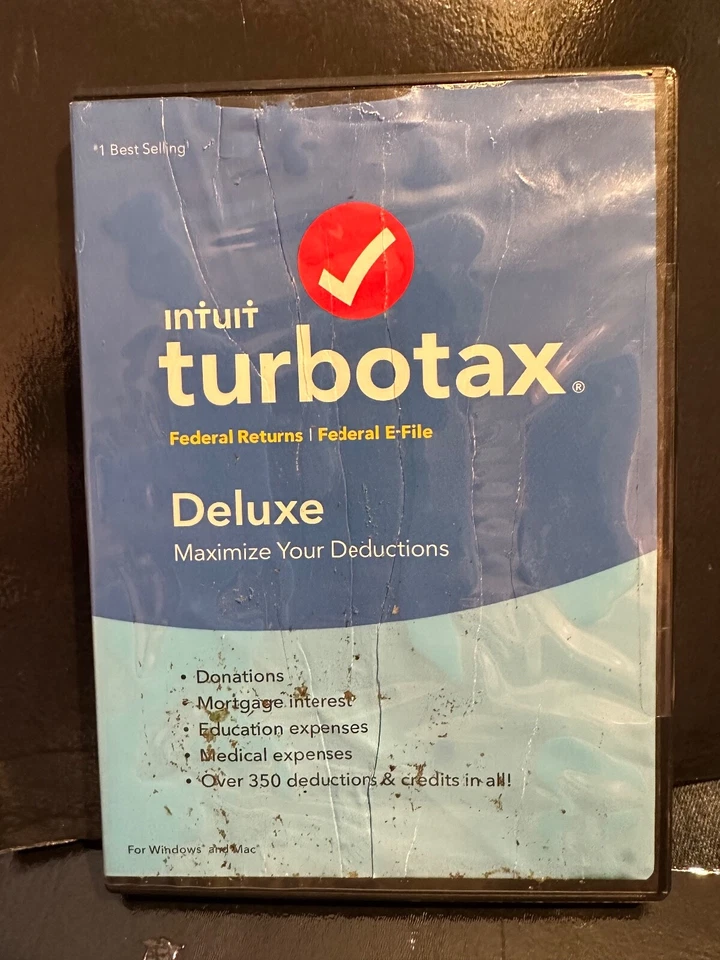 #1 Best Selling¹
intuit
turbotax®
Federal Returns | Federal E-File
Deluxe
Maximize Your Deductions
• Donations
• Mortgage interest
• Education expenses
• Medical expenses
• Over 350 deductions & credits in all!
For Windows® and Mac®